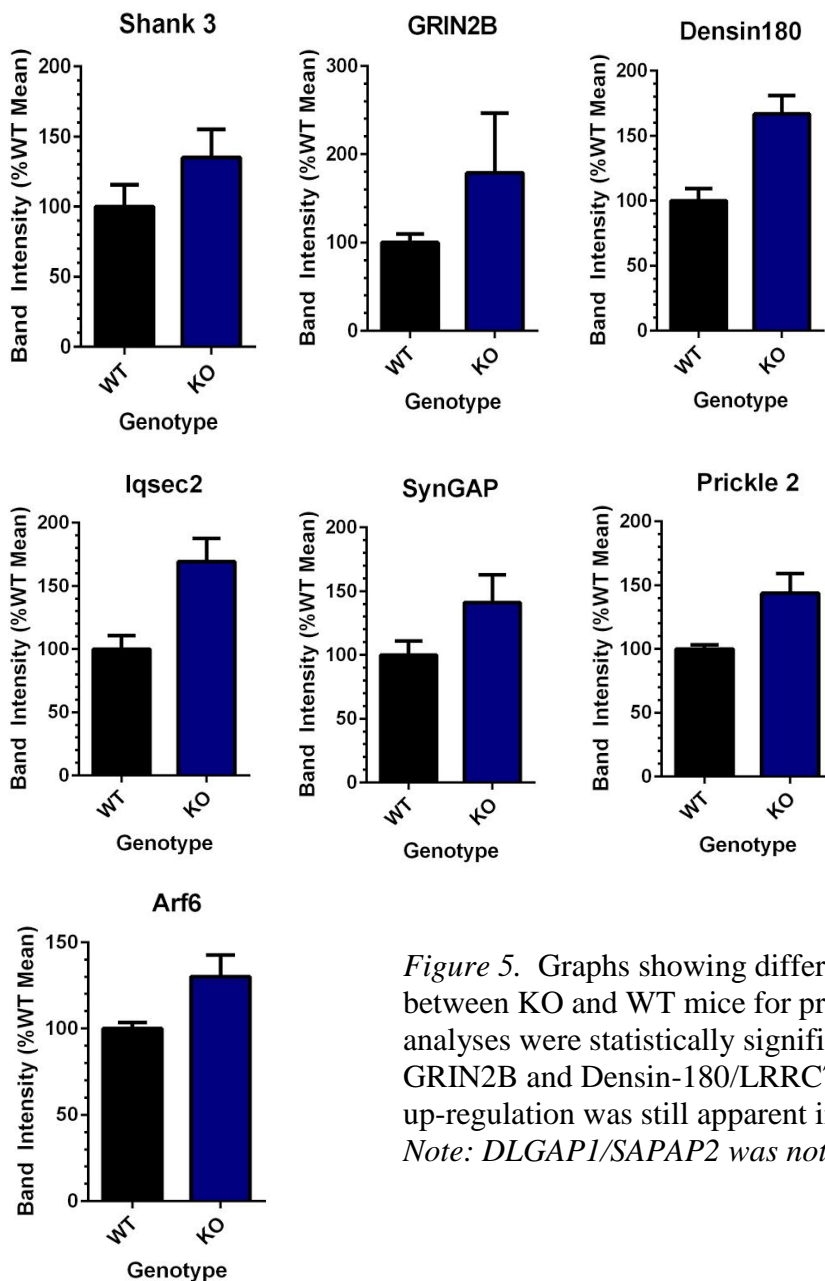 Shank 3
Band Intensity (%WT Mean)
200
150
100
50
0
WT
KO
Genotype
GRIN2B
Band Intensity (%WT Mean)
300
200
100
0
WT
KO
Genotype
Densin180
Band Intensity (%WT Mean)
200
150
100
50
0
WT
KO
Genotype
Iqsec2
Band Intensity (%WT Mean)
200
150
100
50
0
WT
KO
Genotype
SynGAP
Band Intensity (%WT Mean)
200
150
100
50
0
WT
KO
Genotype
Prickle 2
Band Intensity (%WT Mean)
200
150
100
50
0
WT
KO
Genotype
Arf6
Band Intensity (%WT Mean)
150
100
50
0
WT
KO
Genotype
Figure 5. Graphs showing differ
between KO and WT mice for pr
analyses were statistically signifi
GRIN2B and Densin-180/LRRC
up-regulation was still apparent i
Note: DLGAP1/SAPAP2 was not